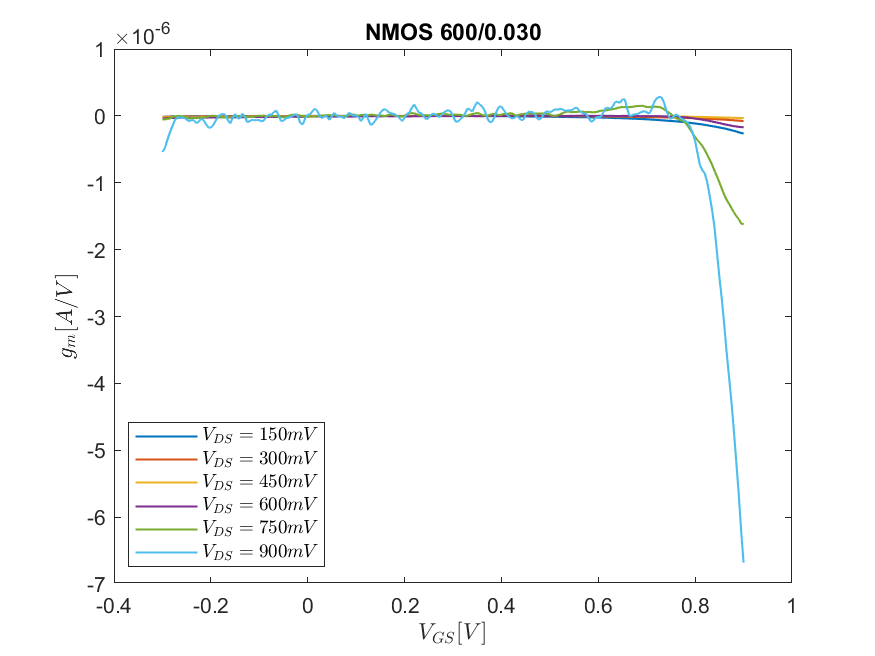 NMOS 600/0.030
×10^-6
1
0
-1
-2
-3
-4
-5
-6
-7
g_m[A/V]
V_DS = 150mV
V_DS = 300mV
V_DS = 450mV
V_DS = 600mV
V_DS = 750mV
V_DS = 900mV
-0.4 -0.2 0 0.2 0.4 0.6 0.8 1
V_GS[V]